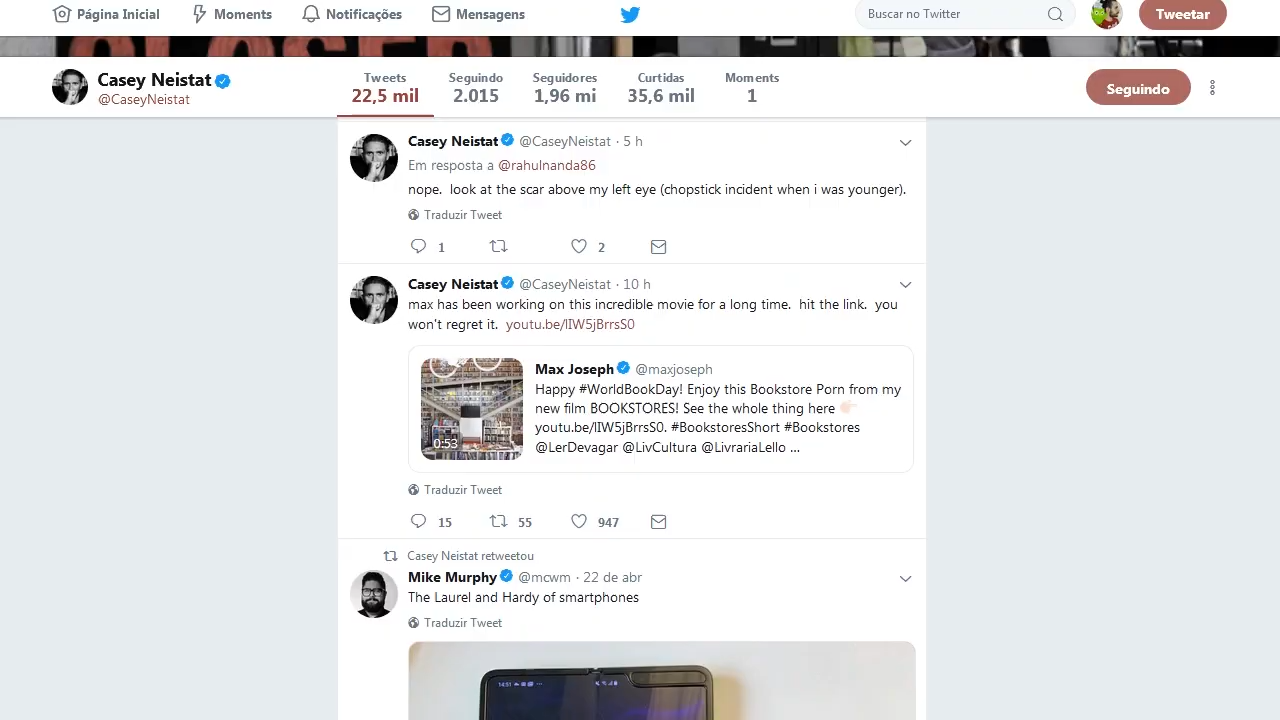 Página Inicial
Moments
Notificações
Mensagens
Buscar no Twitter
Tweetar
Casey Neistat
@CaseyNeistat
Tweets
22,5 mil
Seguindo
2.015
Seguidores
1,96 mi
Curtidas
35,6 mil
Moments
1
Seguindo
Casey Neistat @CaseyNeistat · 5 h
Em resposta a @rahulnanda86
nope. look at the scar above my left eye (chopstick incident when i was younger).
Traduzir Tweet
1 2
Casey Neistat @CaseyNeistat · 10 h
max has been working on this incredible movie for a long time. hit the link. you
won't regret it. youtu.be/lIW5jBrrsS0
0:53
Max Joseph @maxjoseph
Happy #WorldBookDay! Enjoy this Bookstore Porn from my
new film BOOKSTORES! See the whole thing here
youtu.be/lIW5jBrrsS0. #BookstoresShort #Bookstores
@LerDevagar @LivCultura @LivrariaLello ...
Traduzir Tweet
15 55 947
Casey Neistat retweetou
Mike Murphy @mcwm · 22 de abr
The Laurel and Hardy of smartphones
Traduzir Tweet
14:51